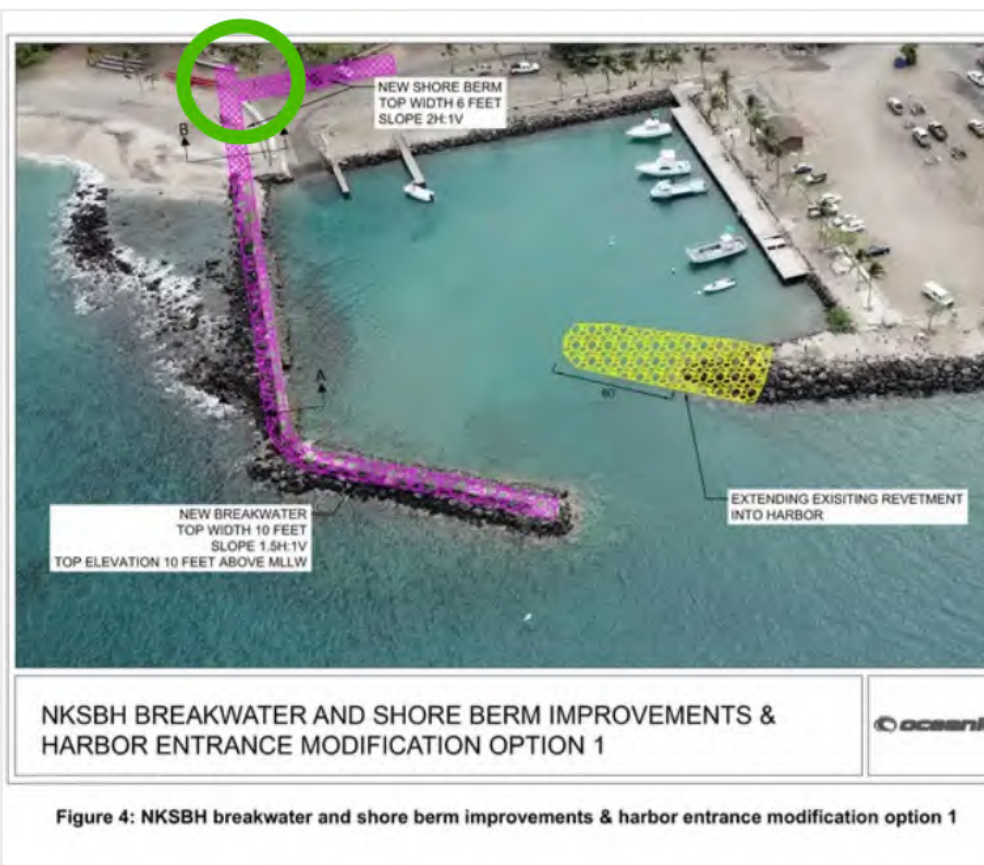 NEW SHORE BERM
TOP WIDTH 6 FEET
SLOPE 2H:1V
B
A
60'
NEW BREAKWATER
TOP WIDTH 10 FEET
SLOPE 1.5H:1V
TOP ELEVATION 10 FEET ABOVE MLLW
EXTENDING EXISITING REVETMENT
INTO HARBOR
NKSBH BREAKWATER AND SHORE BERM IMPROVEMENTS &
HARBOR ENTRANCE MODIFICATION OPTION 1
Figure 4: NKSBH breakwater and shore berm improvements & harbor entrance modification option 1